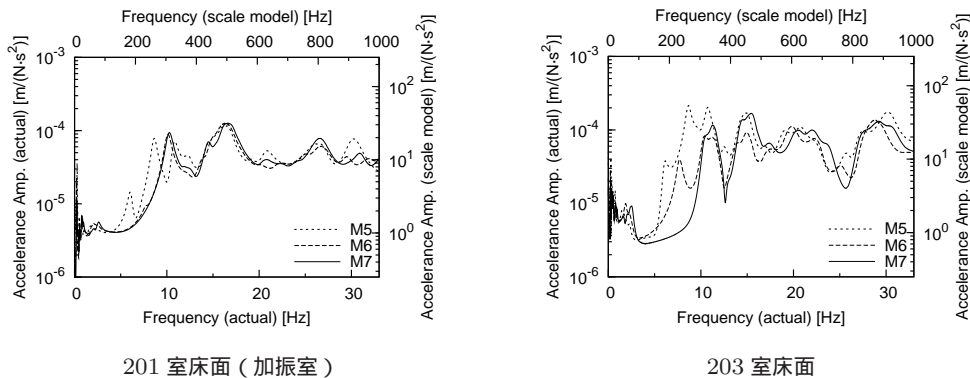 Frequency (scale model) [Hz]
0 200 400 600 800 1000
Accelerance Amp. (actual) [m/(N·s²)]
10⁻³
10⁻⁴
10⁻⁵
10⁻⁶
10²
10¹
10⁰
Accelerance Amp. (scale model) [m/(N·s²)]
M5
M6
M7
0 10 20 30
Frequency (actual) [Hz]
201 室床面 ( 加振室 )
Frequency (scale model) [Hz]
0 200 400 600 800 1000
Accelerance Amp. (actual) [m/(N·s²)]
10⁻³
10⁻⁴
10⁻⁵
10⁻⁶
10²
10¹
10⁰
Accelerance Amp. (scale model) [m/(N·s²)]
M5
M6
M7
0 10 20 30
Frequency (actual) [Hz]
203 室床面